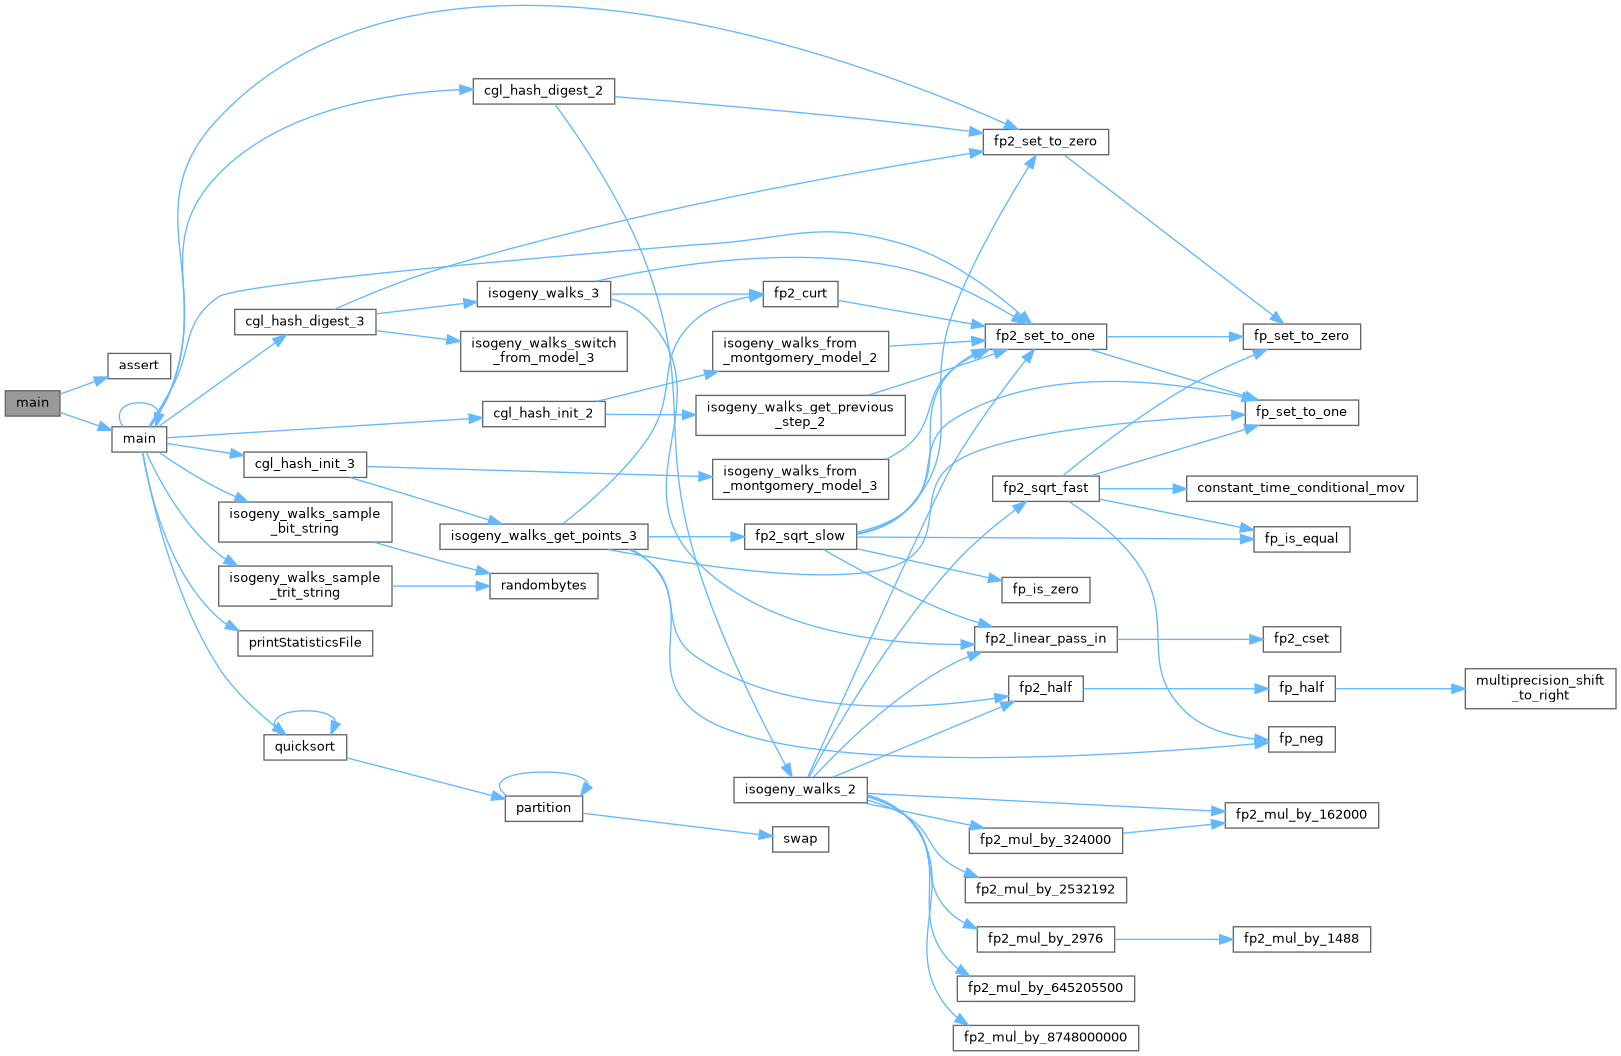 cgl_hash_digest_2
fp2_set_to_zero
isogeny_walks_3
fp2_curt
cgl_hash_digest_3
fp2_set_to_one
fp_set_to_zero
isogeny_walks_switch
_from_model_3
isogeny_walks_from
_montgomery_model_2
assert
main
main
cgl_hash_init_2
isogeny_walks_get_previous
_step_2
fp_set_to_one
cgl_hash_init_3
isogeny_walks_from
_montgomery_model_3
fp2_sqrt_fast
constant_time_conditional_mov
isogeny_walks_sample
_bit_string
isogeny_walks_get_points_3
fp2_sqrt_slow
fp_is_equal
isogeny_walks_sample
_trit_string
randombytes
fp_is_zero
printStatisticsFile
fp2_linear_pass_in
fp2_cset
fp2_half
fp_half
multiprecision_shift
_to_right
quicksort
fp_neg
partition
isogeny_walks_2
fp2_mul_by_162000
swap
fp2_mul_by_324000
fp2_mul_by_2532192
fp2_mul_by_2976
fp2_mul_by_1488
fp2_mul_by_645205500
fp2_mul_by_8748000000